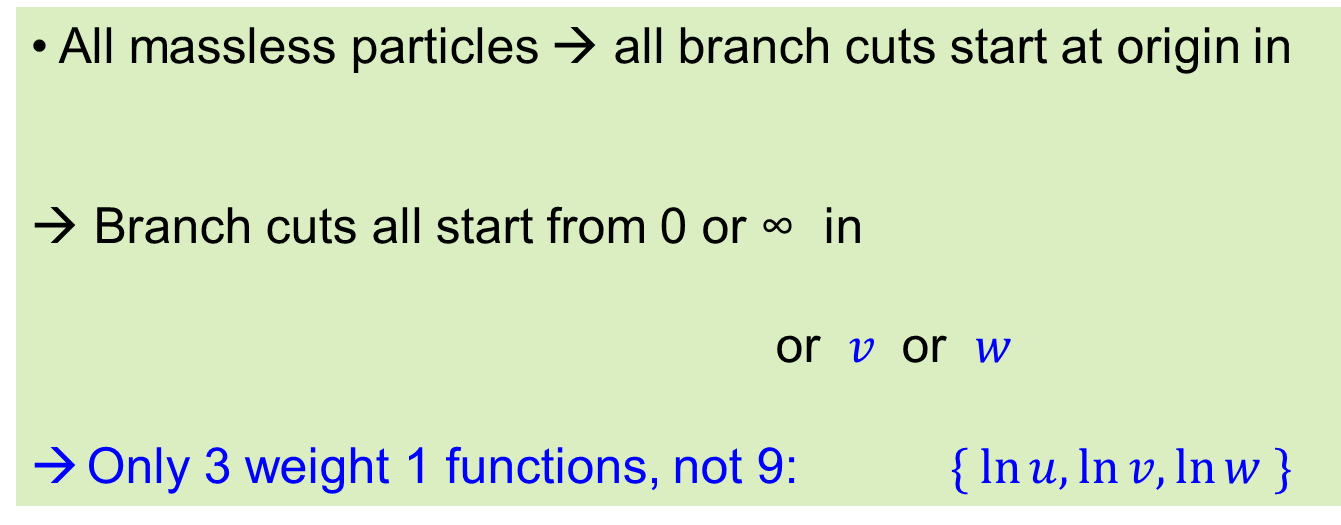 • All massless particles → all branch cuts start at origin in
→ Branch cuts all start from 0 or ∞ in
or v or w
→ Only 3 weight 1 functions, not 9: { ln u, ln v, ln w }